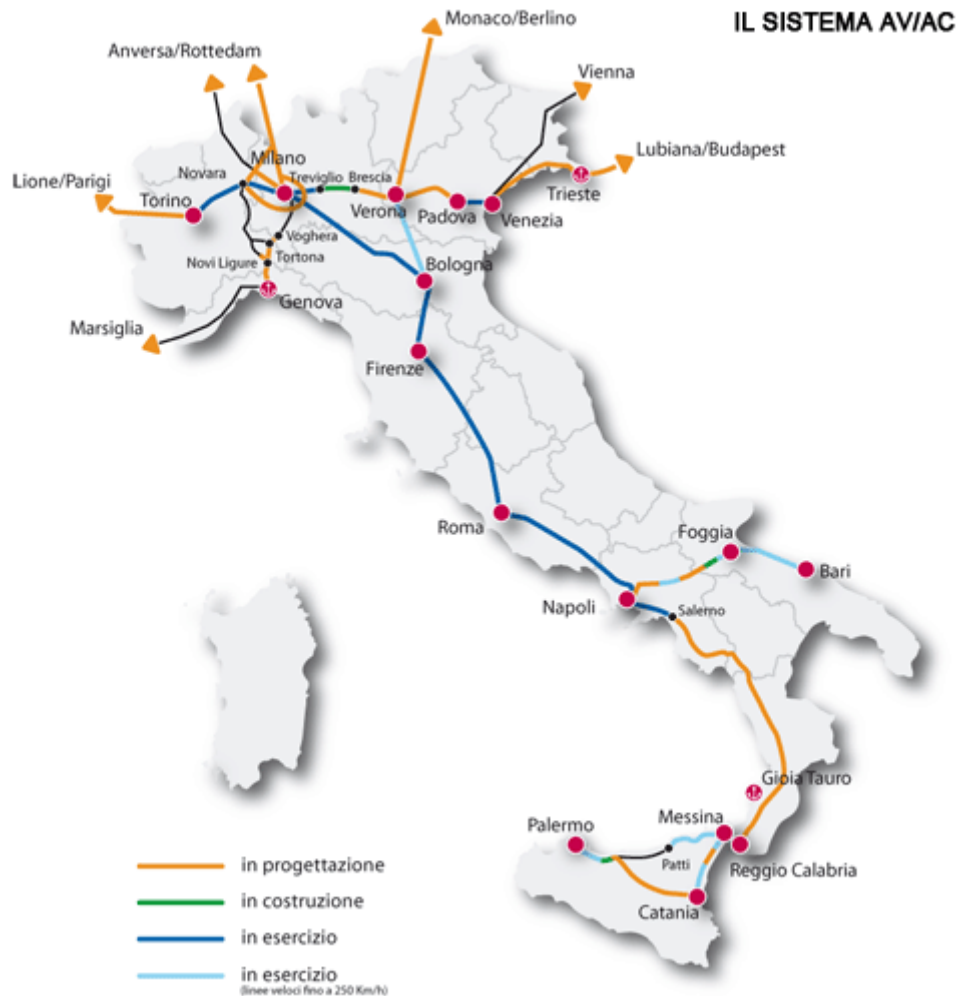 IL SISTEMA AV/AC
Monaco/Berlino
Anversa/Rottedam
Vienna
Lubiana/Budapest
Milano
Novara
Treviglio
Brescia
Lione/Parigi
Torino
Verona
Padova
Venezia
Trieste
Voghera
Tortona
Novi Ligure
Bologna
Genova
Marsiglia
Firenze
Roma
Foggia
Bari
Napoli
Salerno
Gioia Tauro
Messina
Palermo
Patti
Reggio Calabria
Catania
in progettazione
in costruzione
in esercizio
in esercizio
(linee veloci fino a 250 Km/h)